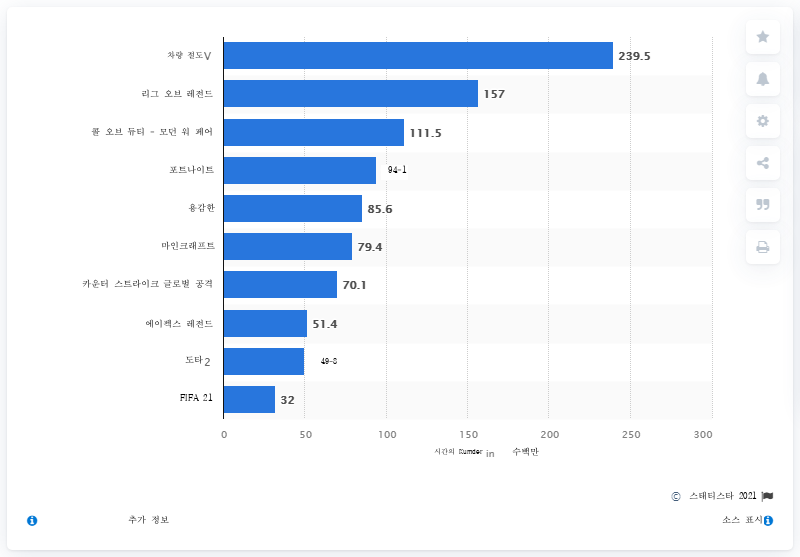 차량 절도V 239.5
리그 오브 레전드 157
콜 오브 듀티 - 모던 워 페어 111.5
포트나이트 94-1
용감한 85.6
마인크래프트 79.4
카운터 스트라이크 글로벌 공격 70.1
에이펙스 레전드 51.4
도타2 49-8
FIFA 21 32
0 50 100 150 200 250 300
시간의 Rumder in 수백만
© 스태티스타 2021
추가 정보 소스 표시